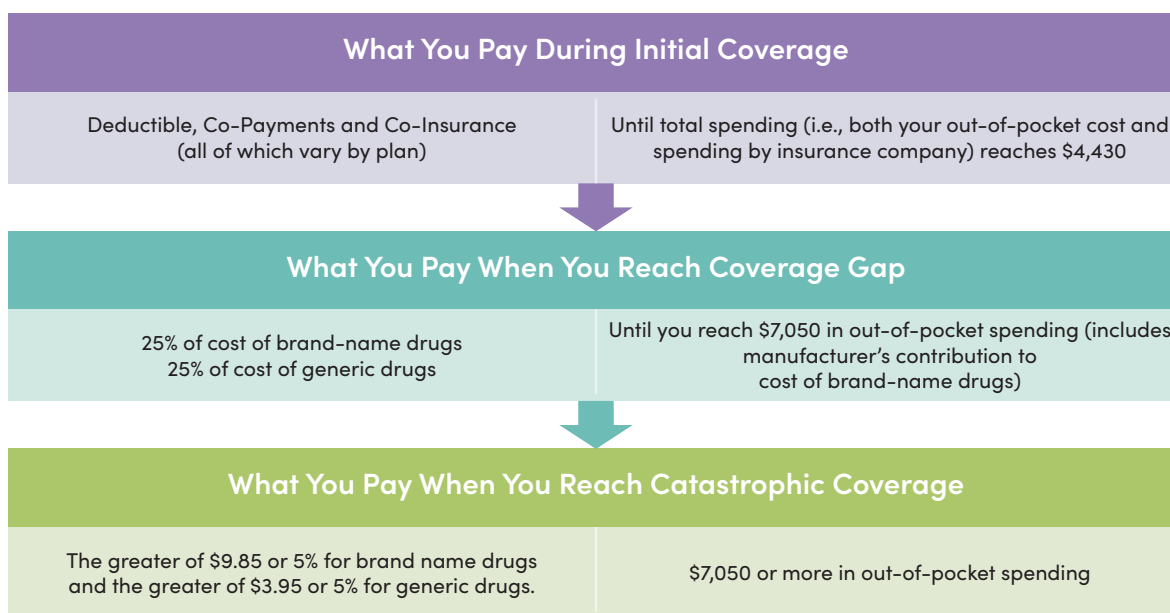 What You Pay During Initial Coverage
Deductible, Co-Payments and Co-Insurance
(all of which vary by plan)
Until total spending (i.e., both your out-of-pocket cost and
spending by insurance company) reaches $4,430
What You Pay When You Reach Coverage Gap
25% of cost of brand-name drugs
25% of cost of generic drugs
Until you reach $7,050 in out-of-pocket spending (includes
manufacturer’s contribution to
cost of brand-name drugs)
What You Pay When You Reach Catastrophic Coverage
The greater of $9.85 or 5% for brand name drugs
and the greater of $3.95 or 5% for generic drugs.
$7,050 or more in out-of-pocket spending